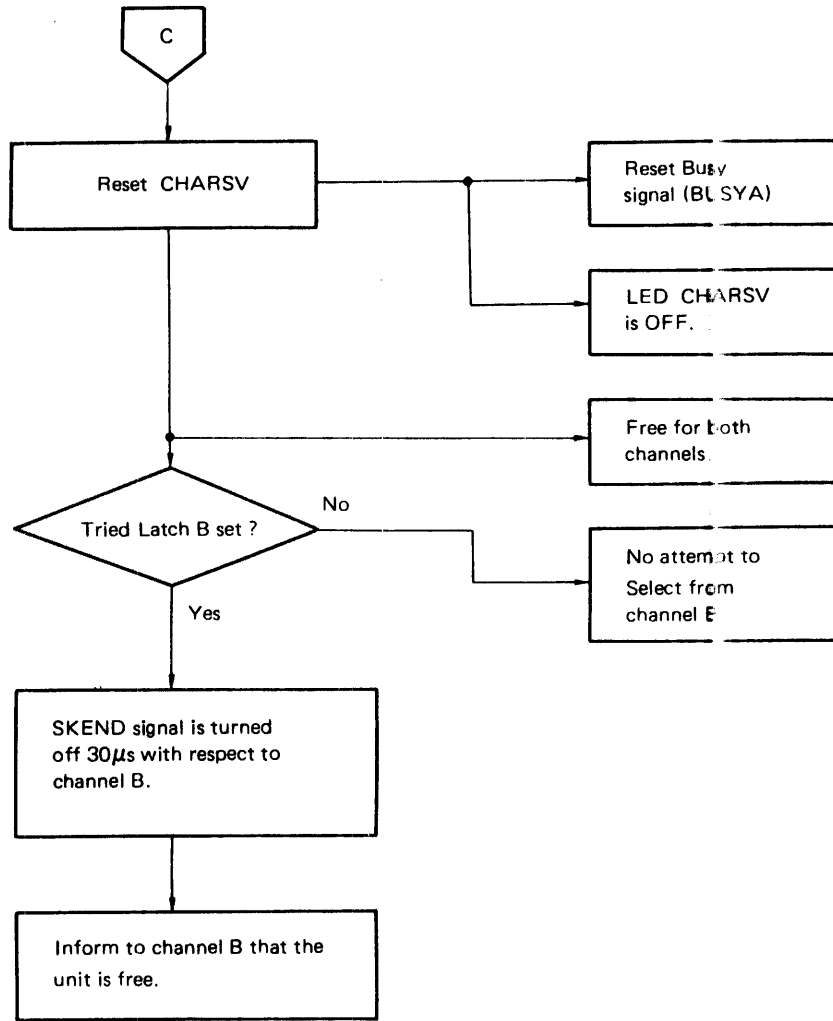 C
Reset CHARSV
Reset Busy
signal (BUSYA)
LED CHARSV
is OFF.
Free for both
channels.
Tried Latch B set ?
No
No attempt to
Select from
channel B
Yes
SKEND signal is turned
off 30μs with respect to
channel B.
Inform to channel B that the
unit is free.